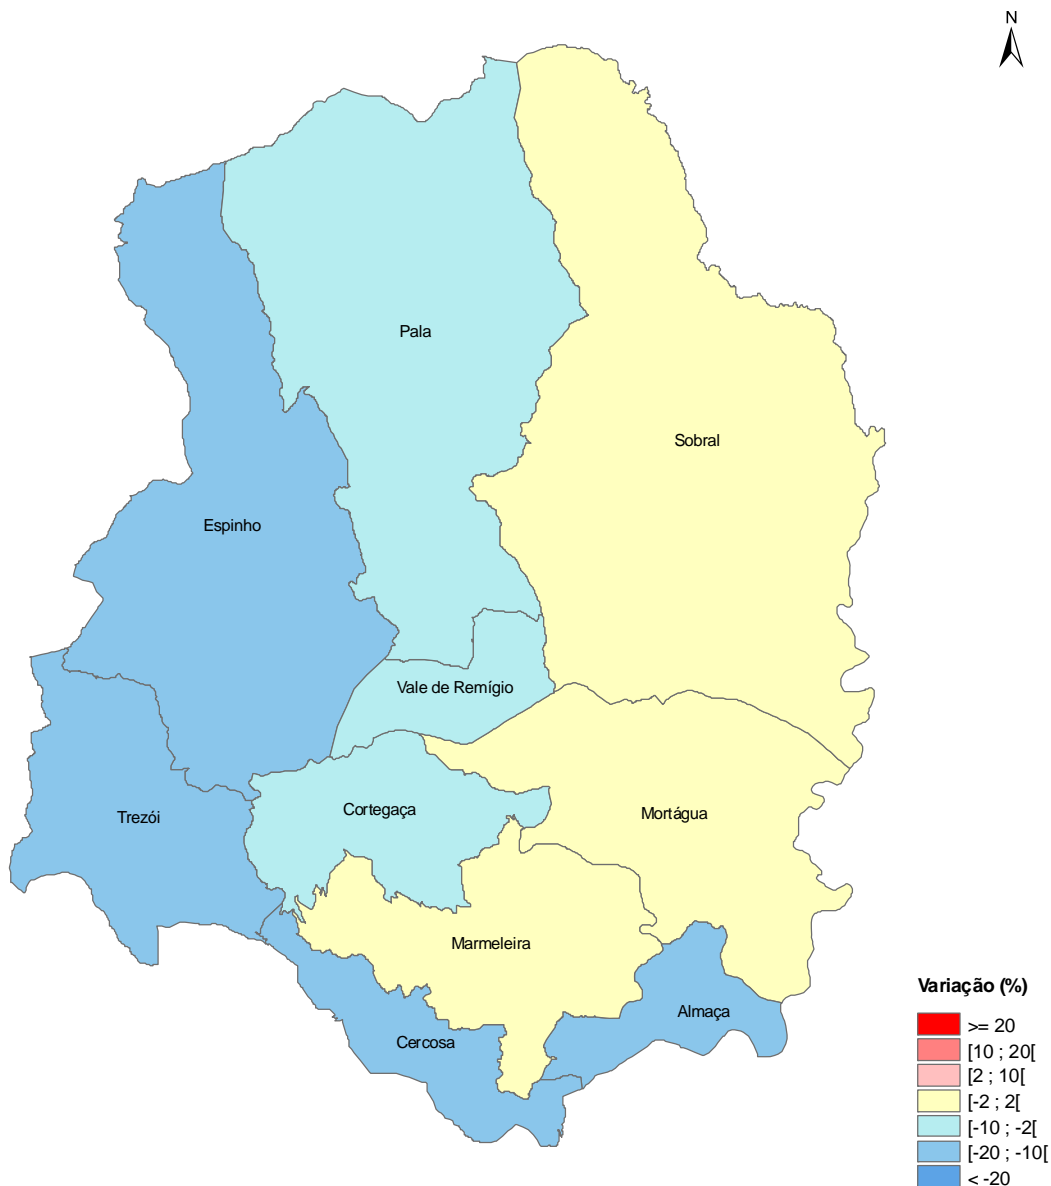 N
Pala
Sobral
Espinho
Vale de Remígio
Trezói
Cortegaça
Mortágua
Marmeleira
Almaça
Cercosa
Variação (%)
>= 20
[10 ; 20[
[2 ; 10[
[-2 ; 2[
[-10 ; -2[
[-20 ; -10[
< -20